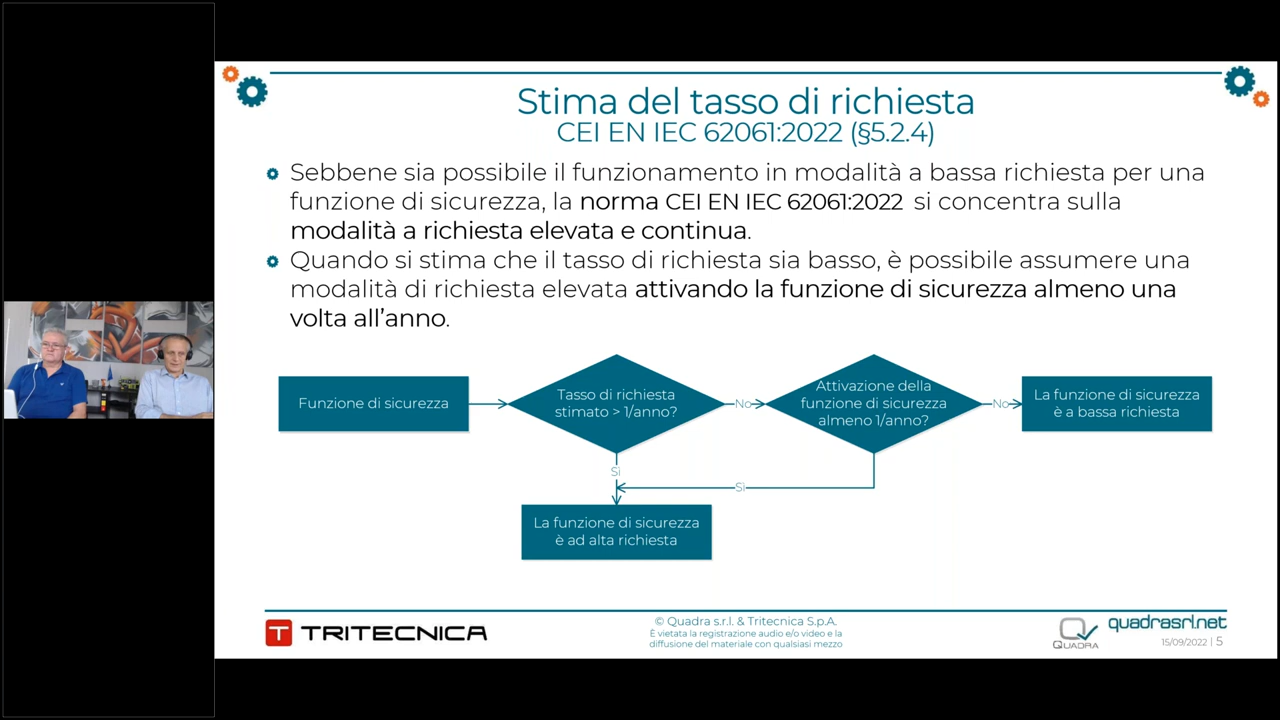 Stima del tasso di richiesta
CEI EN IEC 62061:2022 (§5.2.4)
Sebbene sia possibile il funzionamento in modalità a bassa richiesta per una
funzione di sicurezza, la norma CEI EN IEC 62061:2022 si concentra sulla
modalità a richiesta elevata e continua.
Quando si stima che il tasso di richiesta sia basso, è possibile assumere una
modalità di richiesta elevata attivando la funzione di sicurezza almeno una
volta all'anno.
Funzione di sicurezza
Tasso di richiesta
stimato > 1/anno?
No
Attivazione della
funzione di sicurezza
almeno 1/anno?
No
La funzione di sicurezza
è a bassa richiesta
Sì
Sì
La funzione di sicurezza
è ad alta richiesta
T TRITECNICA
© Quadra s.r.l. & Tritecnica S.p.A.
È vietata la registrazione audio e/o video e la
diffusione del materiale con qualsiasi mezzo
QUADRA
quadrasrl.net
15/09/2022 | 5